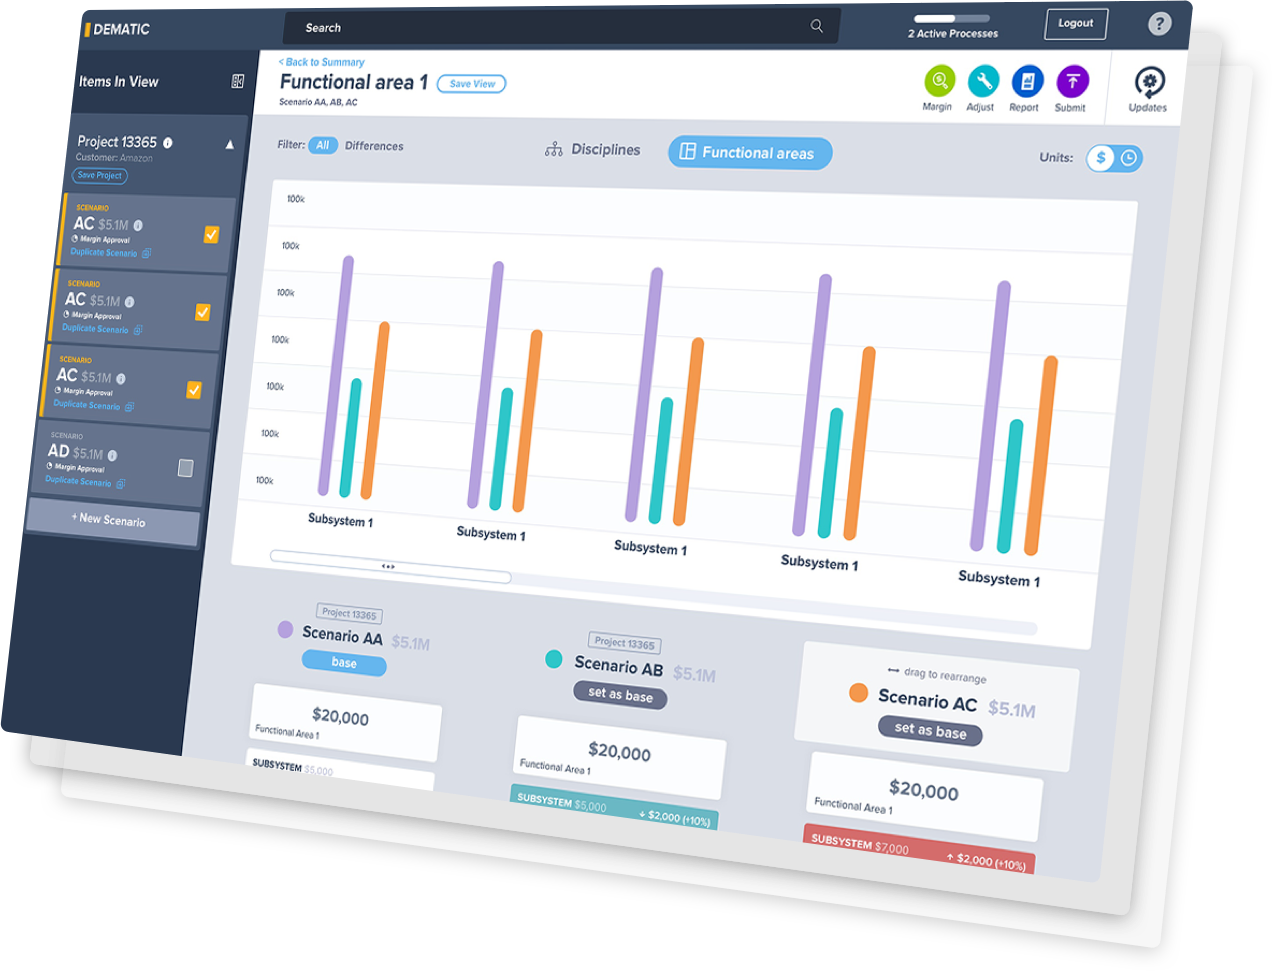 DEMATIC
Search
2 Active Processes
Logout
?
Items In View
< Back to Summary
Functional area 1
Save View
Scenario AA, AB, AC
Margin
Adjust
Report
Submit
Updates
Project 13365
Customer: Amazon
Save Project
SCENARIO
AC $5.1M
Margin Approval
Duplicate Scenario
SCENARIO
AC $5.1M
Margin Approval
Duplicate Scenario
SCENARIO
AC $5.1M
Margin Approval
Duplicate Scenario
SCENARIO
AD $5.1M
Margin Approval
Duplicate Scenario
+ New Scenario
Filter: All Differences
Disciplines
Functional areas
Units: $
100k
100k
100k
100k
100k
100k
100k
Subsystem 1
Subsystem 1
Subsystem 1
Subsystem 1
Subsystem 1
Project 13365
Scenario AA $5.1M
base
$20,000
Functional Area 1
SUBSYSTEM $5,000
Project 13365
Scenario AB $5.1M
set as base
$20,000
Functional Area 1
SUBSYSTEM $5,000 ↓ $2,000 (+10%)
↔ drag to rearrange
Scenario AC $5.1M
set as base
$20,000
Functional Area 1
SUBSYSTEM $7,000 ↑ $2,000 (+10%)